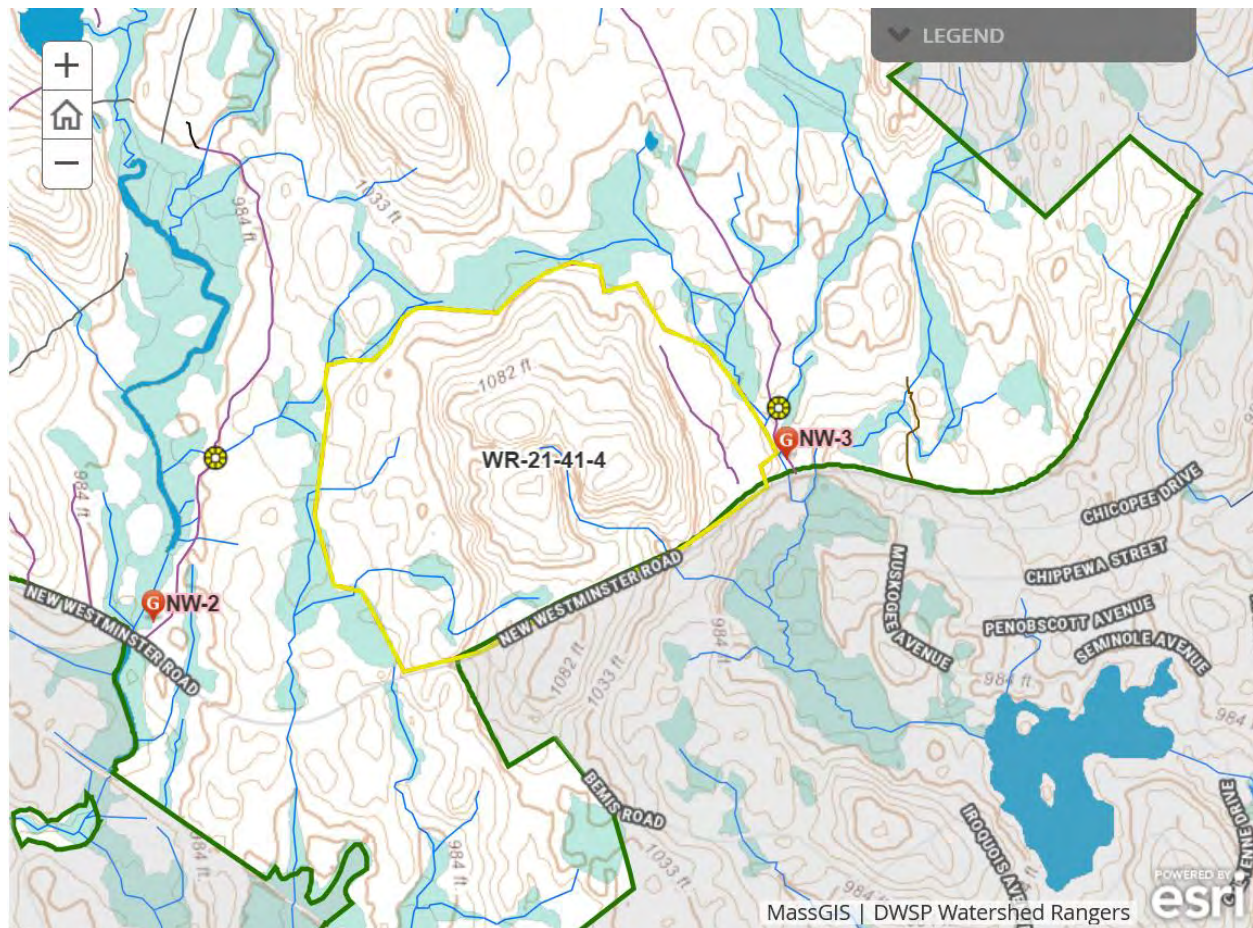 LEGEND
+
−
984 ft
1033 ft
1082 ft
WR-21-41-4
G NW-3
984 ft
G NW-2
NEW WESTMINSTER ROAD
NEW WESTMINSTER ROAD
CHICOPEE DRIVE
CHIPPEWA STREET
PENOBSCOTT AVENUE
SEMINOLE AVENUE
MUSKOGEE AVENUE
984 ft
984 ft
984
1082 ft
1033 ft
BEMIS ROAD
984 ft
984 ft
1033 ft
984 ft
IROQUOIS AVE
MassGIS | DWSP Watershed Rangers
POWERED BY
esri